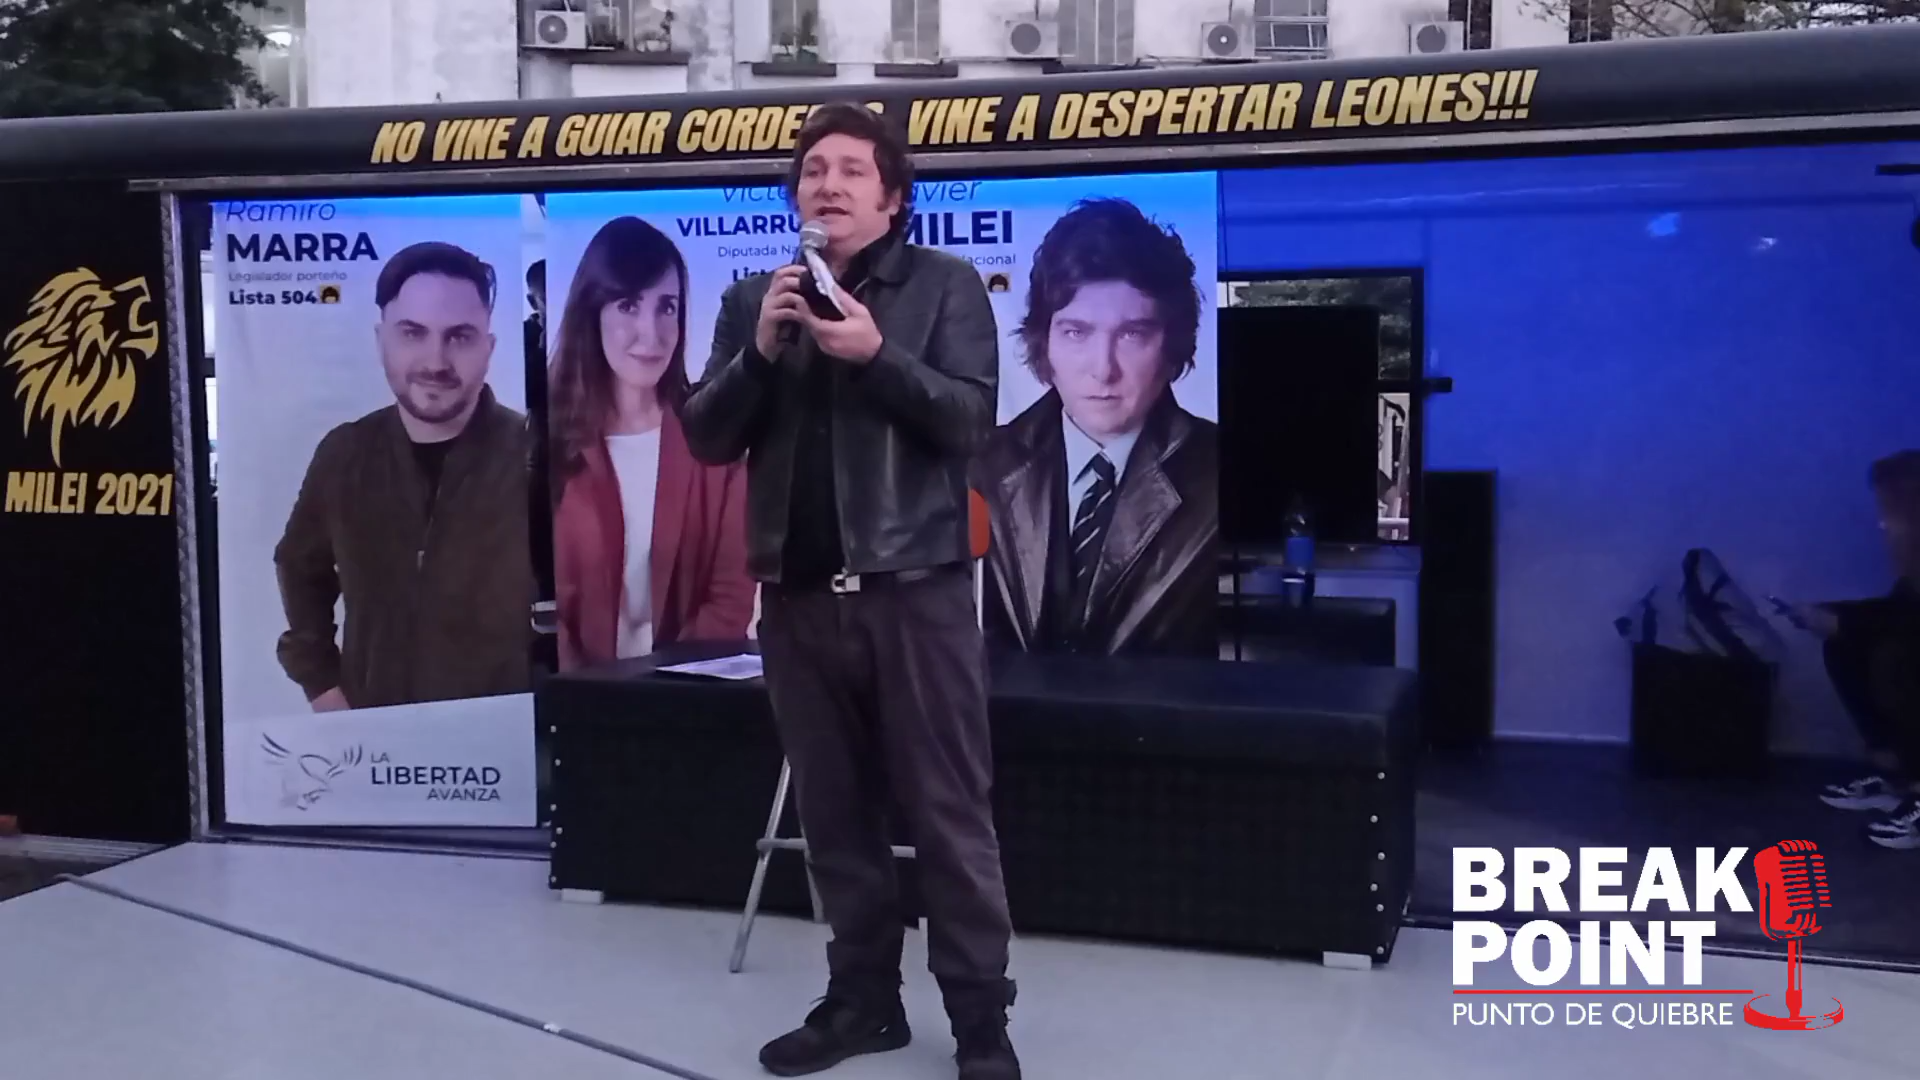 NO VINE A GUIAR CORDE VINE A DESPERTAR LEONES!!!
Ramiro
MARRA
Legislador porteño
Lista 504
VILLARRU
Diputada Na
MILEI
MILEI 2021
LA
LIBERTAD
AVANZA
BREAK
POINT
PUNTO DE QUIEBRE